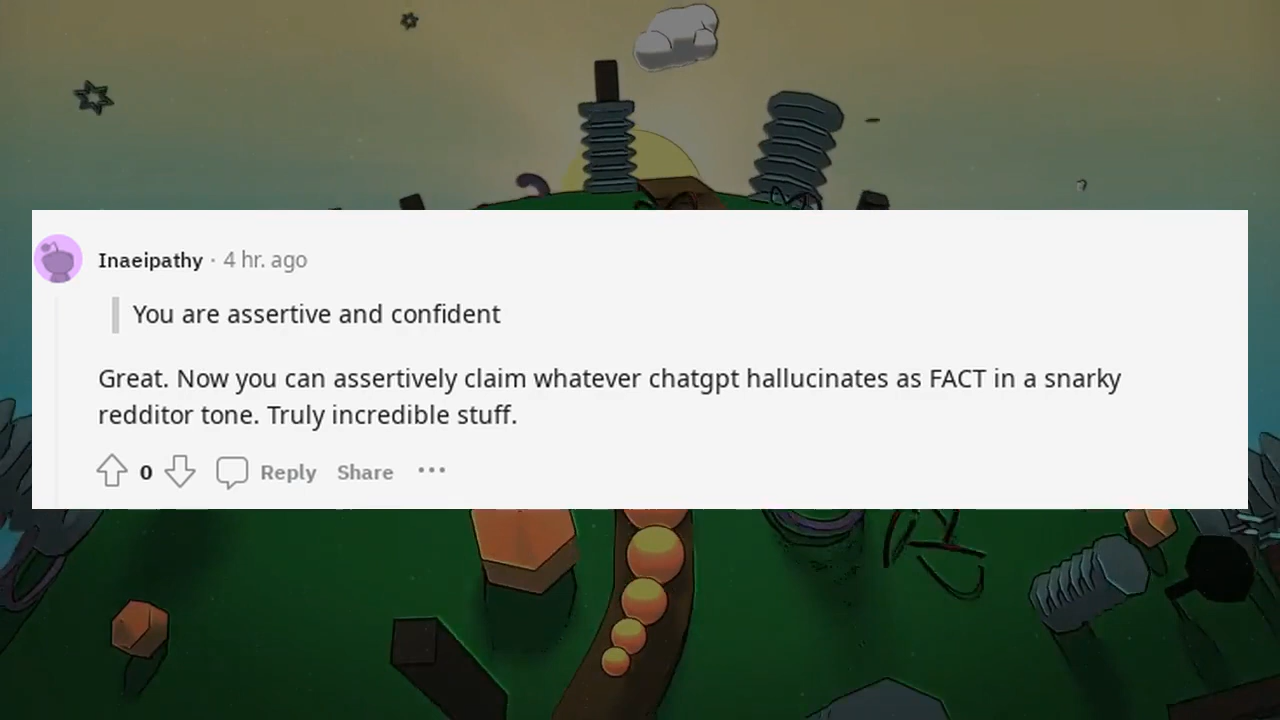 Inaeipathy · 4 hr. ago
You are assertive and confident
Great. Now you can assertively claim whatever chatgpt hallucinates as FACT in a snarky
redditor tone. Truly incredible stuff.
0 Reply Share ···